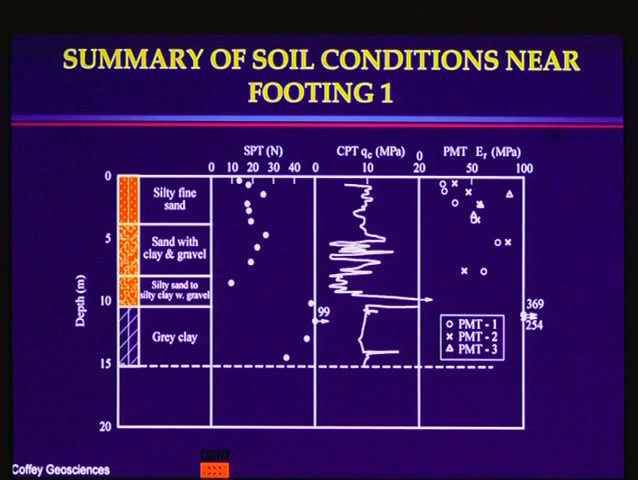 SUMMARY OF SOIL CONDITIONS NEAR
FOOTING 1
SPT (N)
CPT qc (MPa)
PMT Er (MPa)
0 10 20 30 40 0 10 20 0 50 100
0
5
10
15
20
Depth (m)
Silty fine
sand
Sand with
clay & gravel
Silty sand to
silty clay w. gravel
Grey clay
99
369
254
PMT - 1
PMT - 2
PMT - 3
Coffey Geosciences